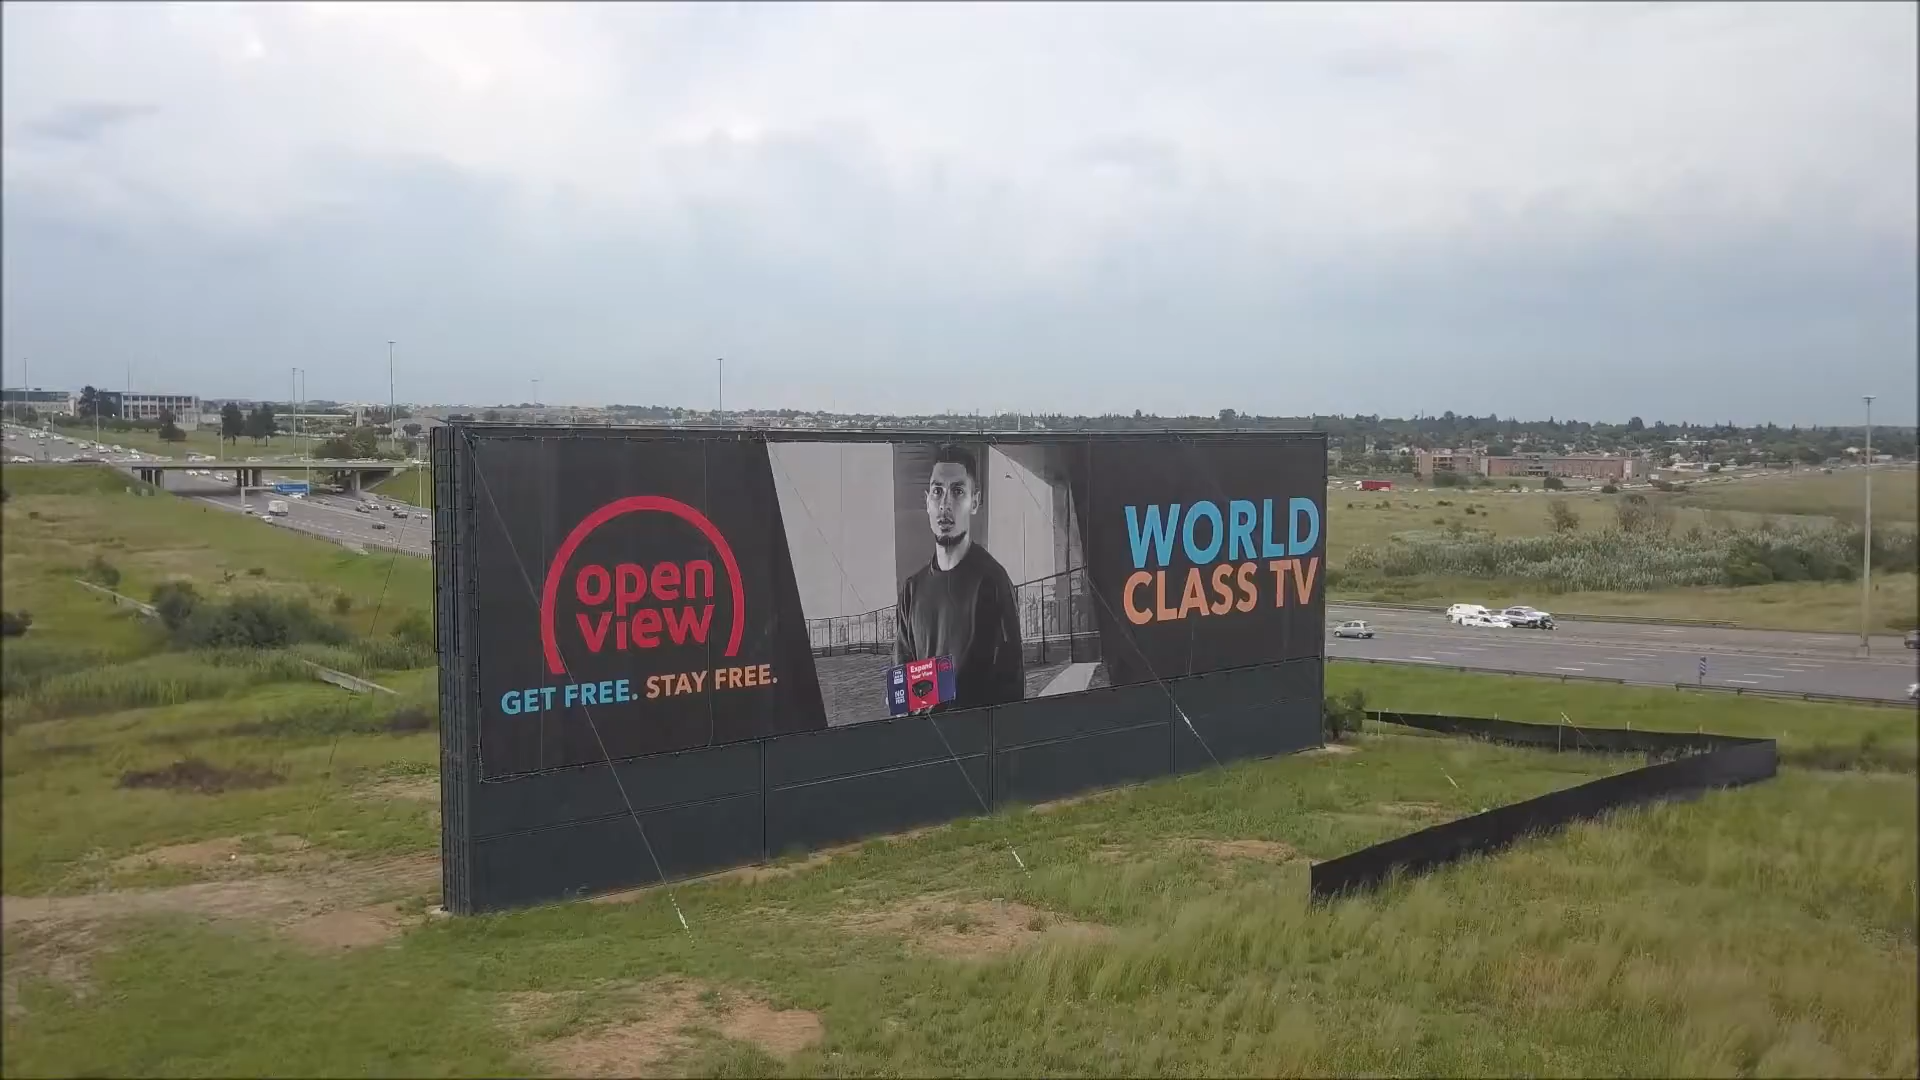 open
view
GET FREE. STAY FREE.
Expand
Your View
NO
WORLD
CLASS TV